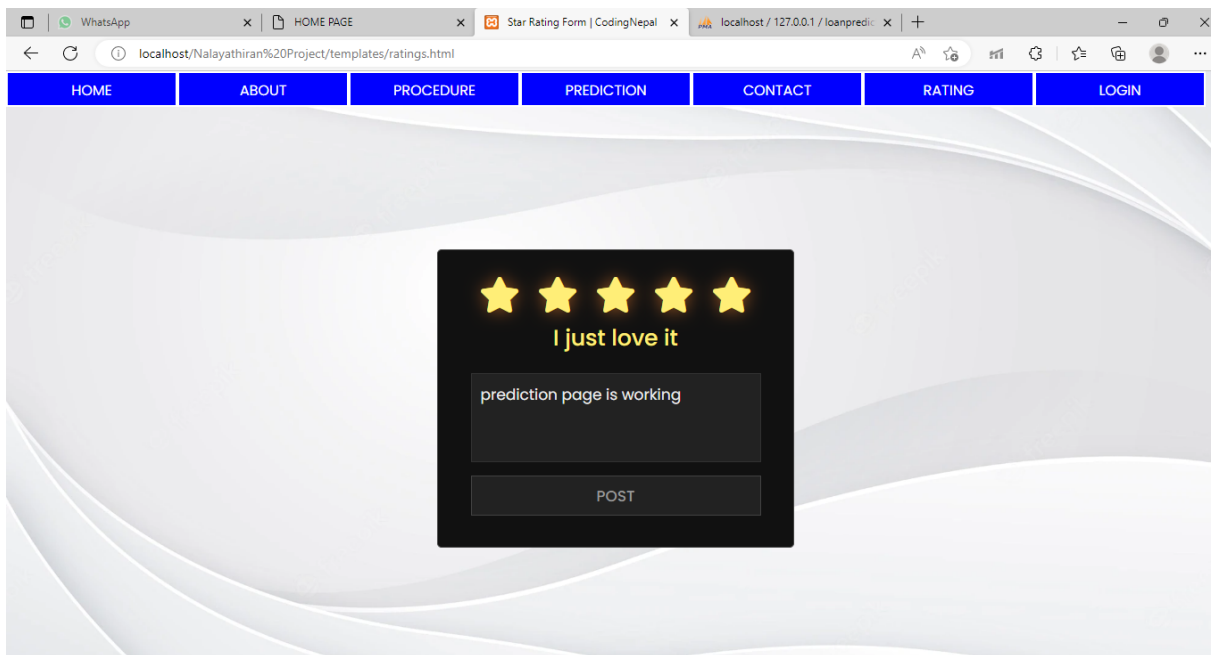 WhatsApp HOME PAGE Star Rating Form | CodingNepal localhost / 127.0.0.1 / loanpredic
localhost/Nalayathiran%20Project/templates/ratings.html
HOME ABOUT PROCEDURE PREDICTION CONTACT RATING LOGIN
I just love it
prediction page is working
POST